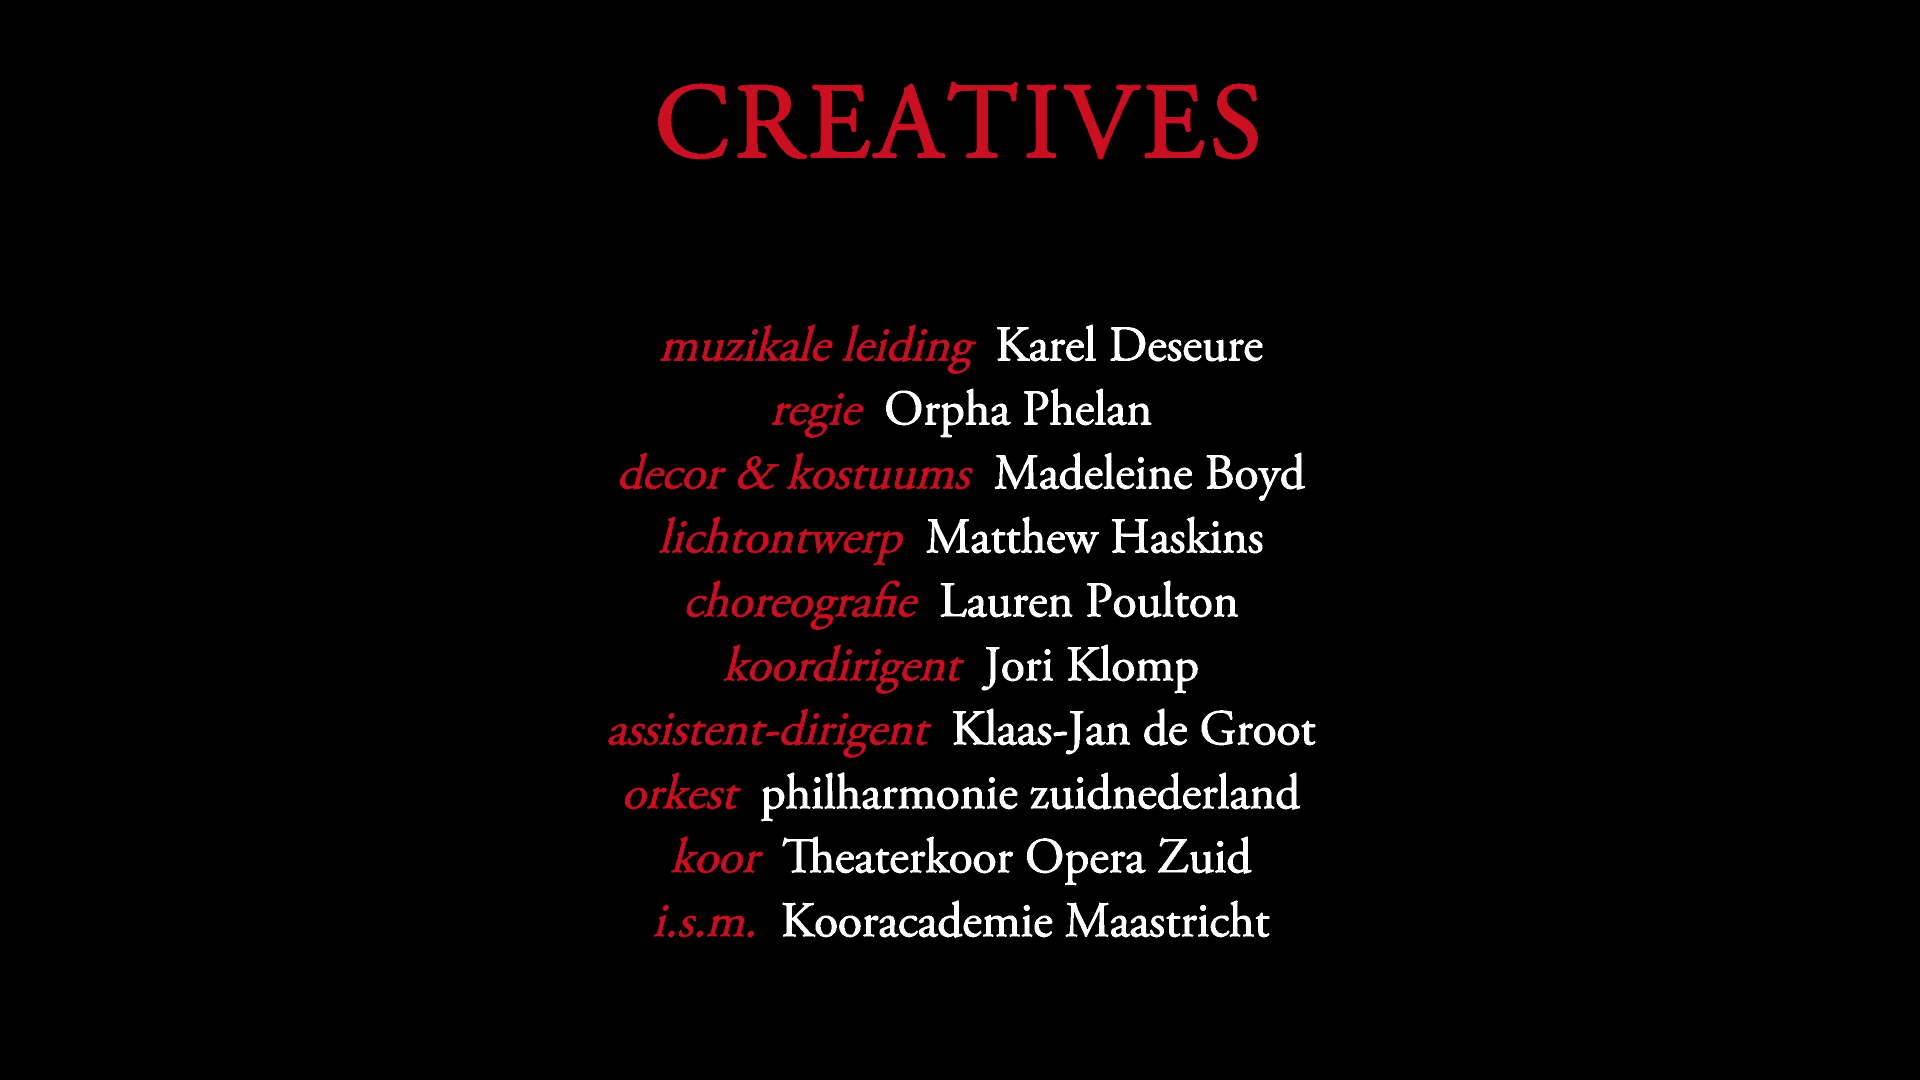 CREATIVES
muzikale leiding Karel Deseure
regie Orpha Phelan
decor & kostuums Madeleine Boyd
lichtontwerp Matthew Haskins
choreografie Lauren Poulton
koordirigent Jori Klomp
assistent-dirigent Klaas-Jan de Groot
orkest philharmonie zuidnederland
koor Theaterkoor Opera Zuid
i.s.m. Kooracademie Maastricht